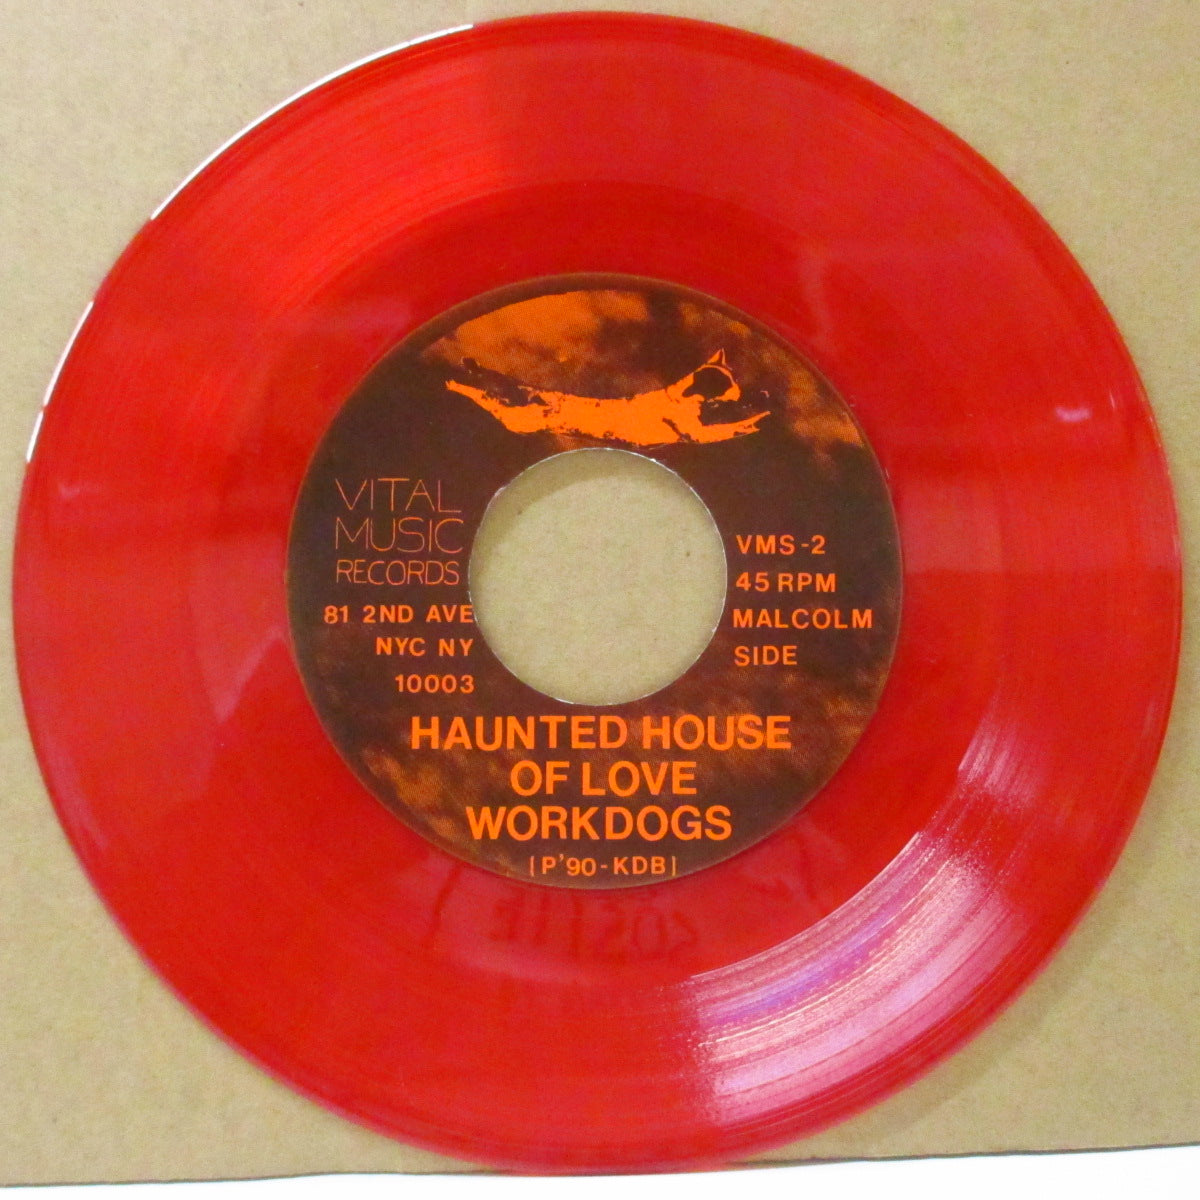 VITAL
MUSIC
RECORDS
81 2ND AVE
NYC NY
10003
VMS-2
45 RPM
MALCOLM
SIDE
HAUNTED HOUSE
OF LOVE
WORKDOGS
(P'90-KDB)